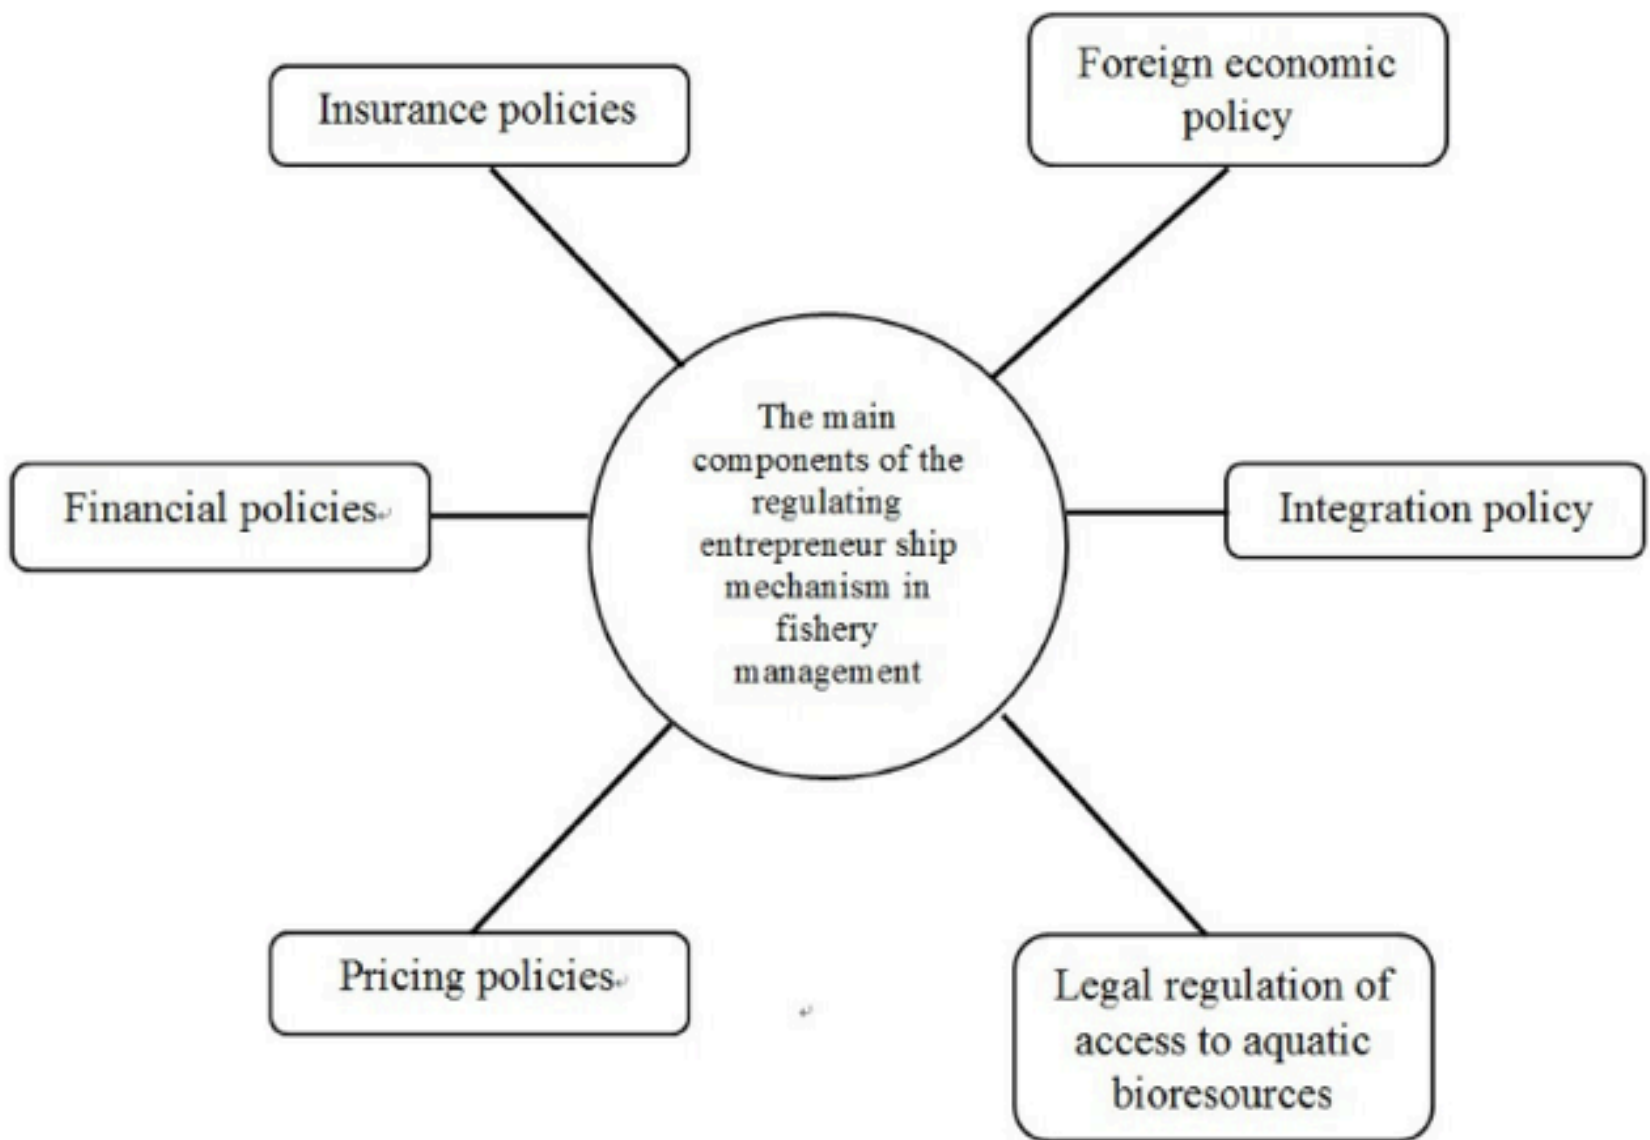 Insurance policies
Foreign economic
policy
The main
components of the
regulating
entrepreneur ship
mechanism in
fishery
management
Financial policies
Integration policy
Pricing policies
Legal regulation of
access to aquatic
bioresources